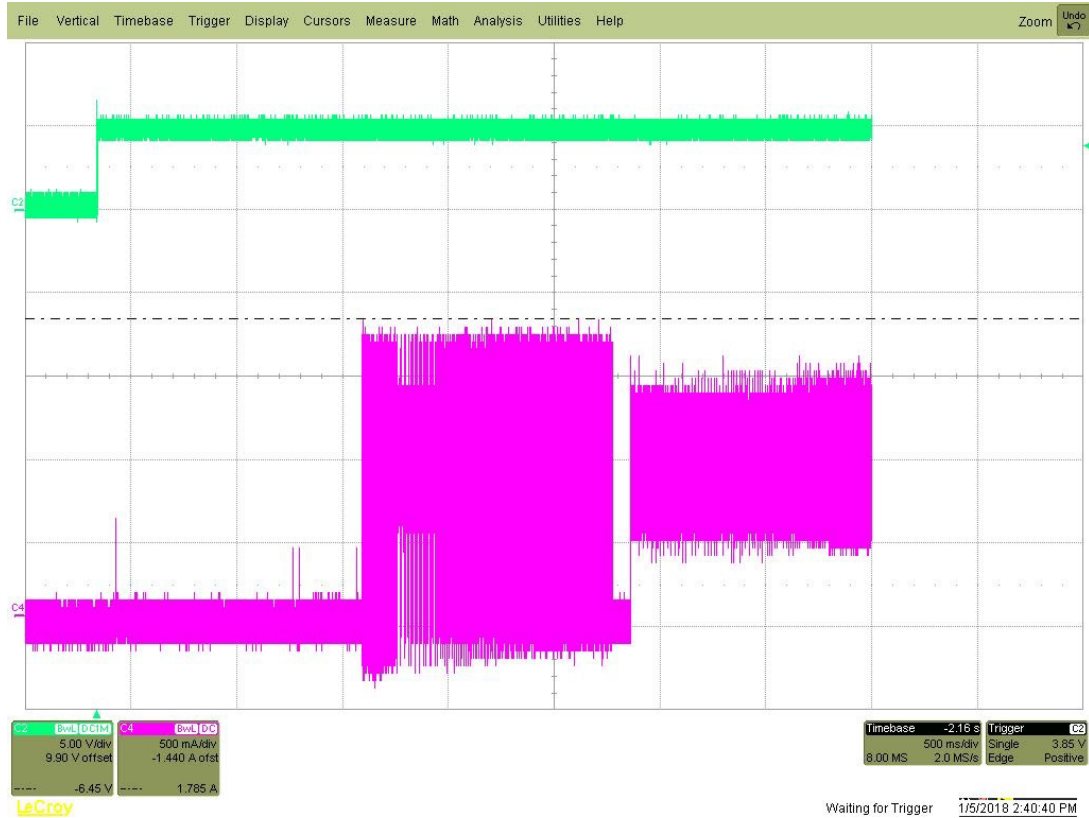 File Vertical Timebase Trigger Display Cursors Measure Math Analysis Utilities Help Zoom Undo
C2
C4
C2 BwL DC1M C4 BwL DC Timebase -2.16 s Trigger C2
5.00 V/div 500 mA/div 500 ms/div Single 3.85 V
9.90 V offset -1.440 A ofst 8.00 MS 2.0 MS/s Edge Positive
-6.45 V 1.785 A
LeCroy Waiting for Trigger 1/5/2018 2:40:40 PM